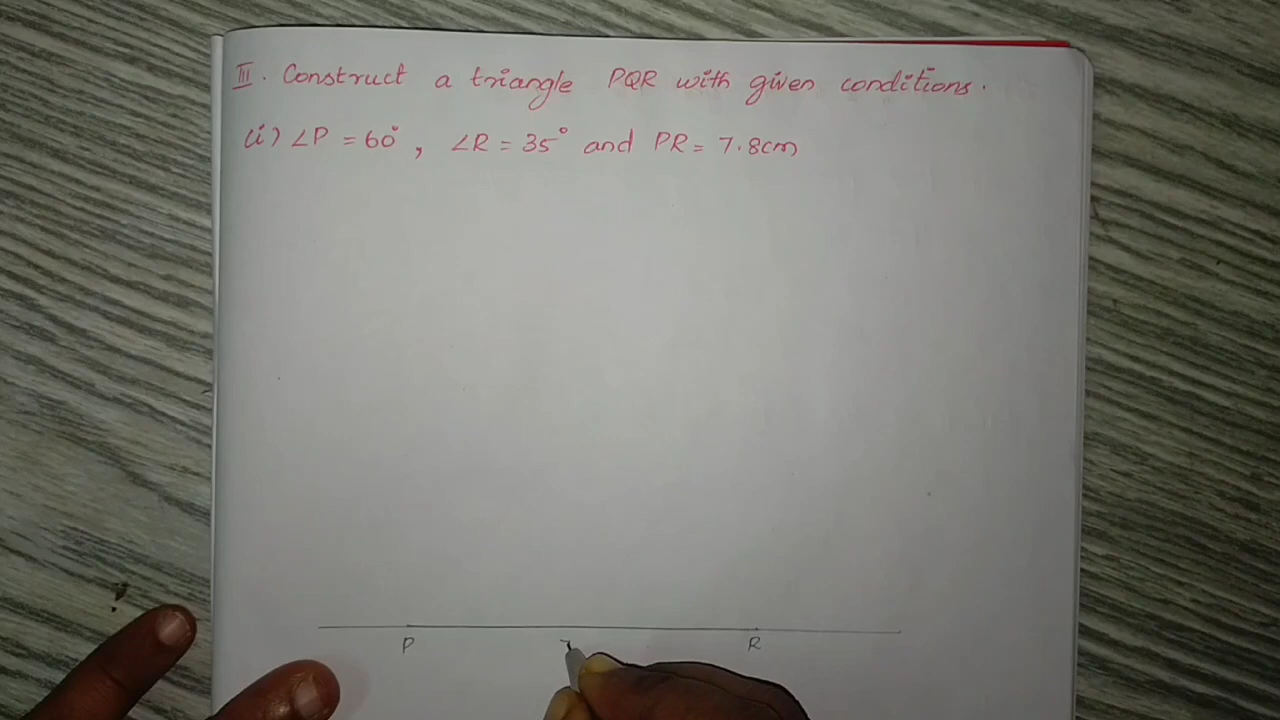 III. Construct a triangle PQR with given conditions.
(i) ∠P = 60°, ∠R = 35° and PR = 7.8cm
P R